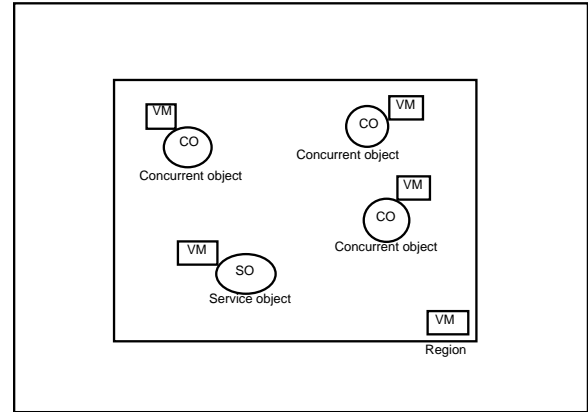 VM
CO
Concurrent object
VM
CO
Concurrent object
VM
CO
Concurrent object
VM
SO
Service object
VM
Region